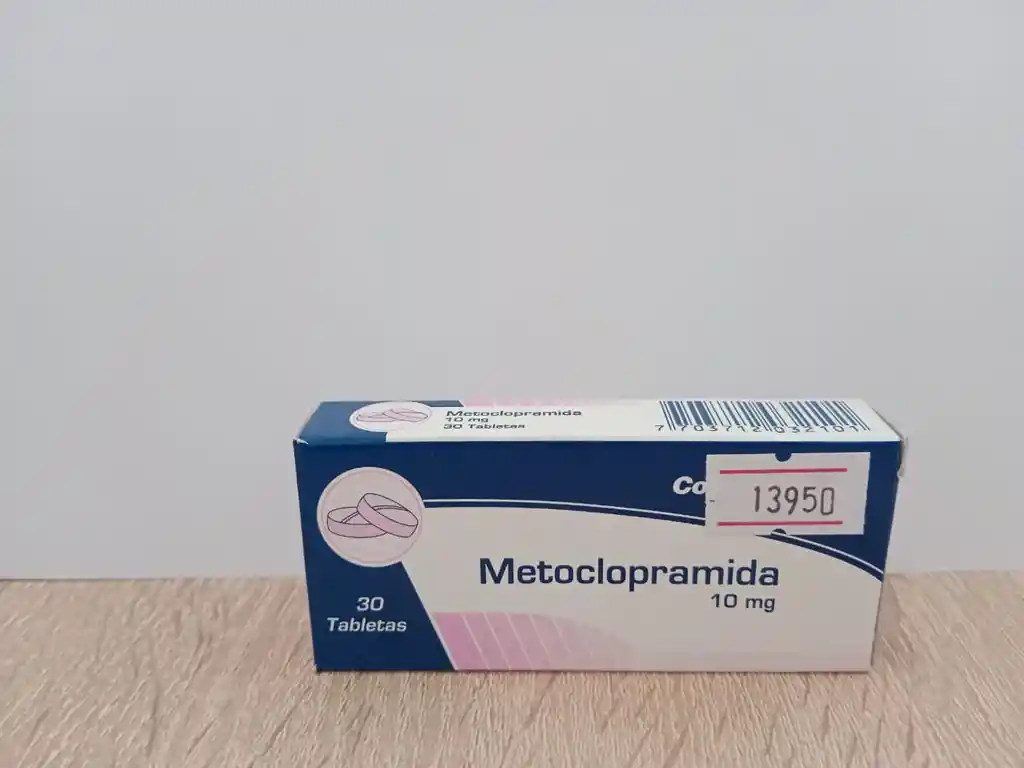 Metoclopramida
10 mg
30 Tabletas
13950
Metoclopramida
10 mg
30
Tabletas